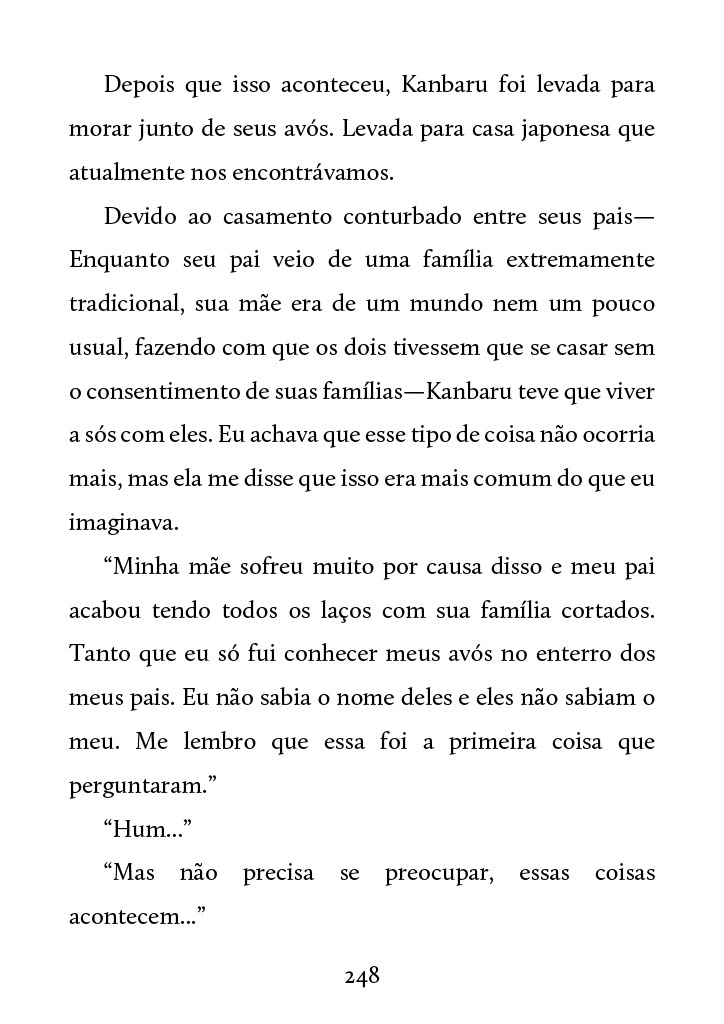 Depois que isso aconteceu, Kanbaru foi levada para
morar junto de seus avós. Levada para casa japonesa que
atualmente nos encontrávamos.
Devido ao casamento conturbado entre seus pais—
Enquanto seu pai veio de uma família extremamente
tradicional, sua mãe era de um mundo nem um pouco
usual, fazendo com que os dois tivessem que se casar sem
o consentimento de suas famílias—Kanbaru teve que viver
a sós com eles. Eu achava que esse tipo de coisa não ocorria
mais, mas ela me disse que isso era mais comum do que eu
imaginava.
“Minha mãe sofreu muito por causa disso e meu pai
acabou tendo todos os laços com sua família cortados.
Tanto que eu só fui conhecer meus avós no enterro dos
meus pais. Eu não sabia o nome deles e eles não sabiam o
meu. Me lembro que essa foi a primeira coisa que
perguntaram.”
“Hum...”
“Mas não precisa se preocupar, essas coisas
acontecem...”
248